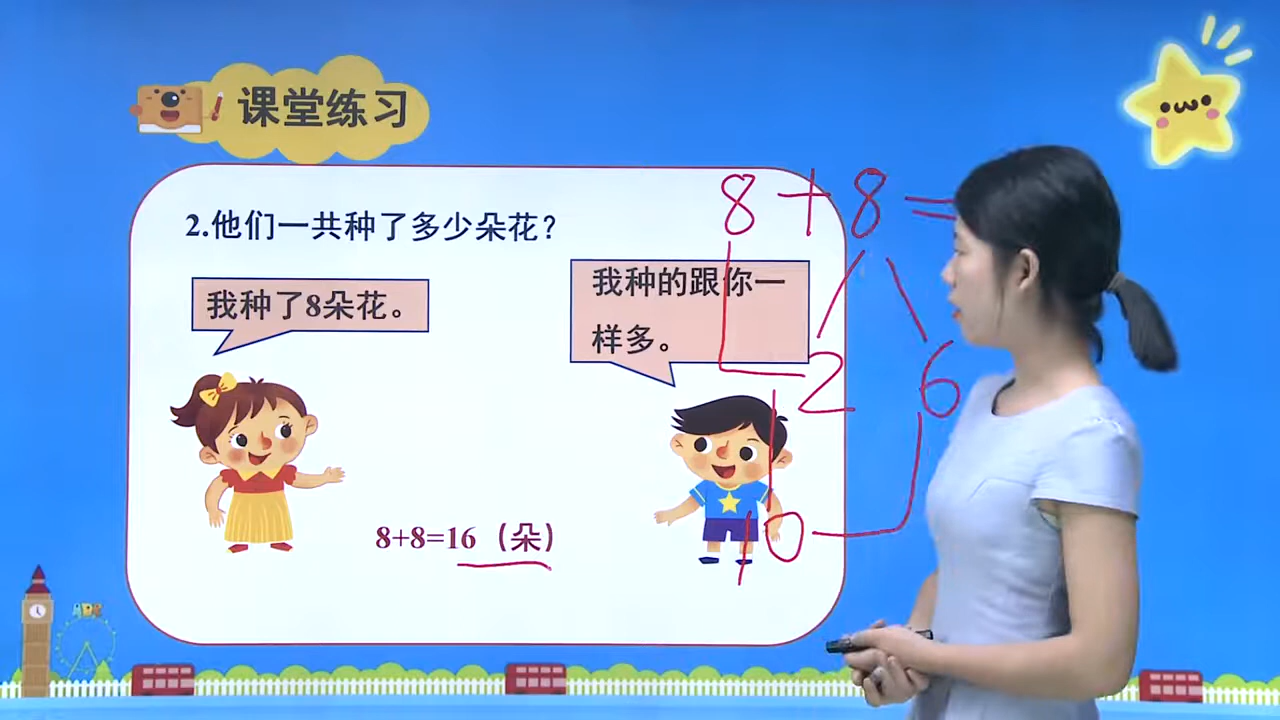 课堂练习
2.他们一共种了多少朵花？
我种了8朵花。
我种的跟你一
样多。
8+8=16（朵）
8+8=
2 6
10
ABC